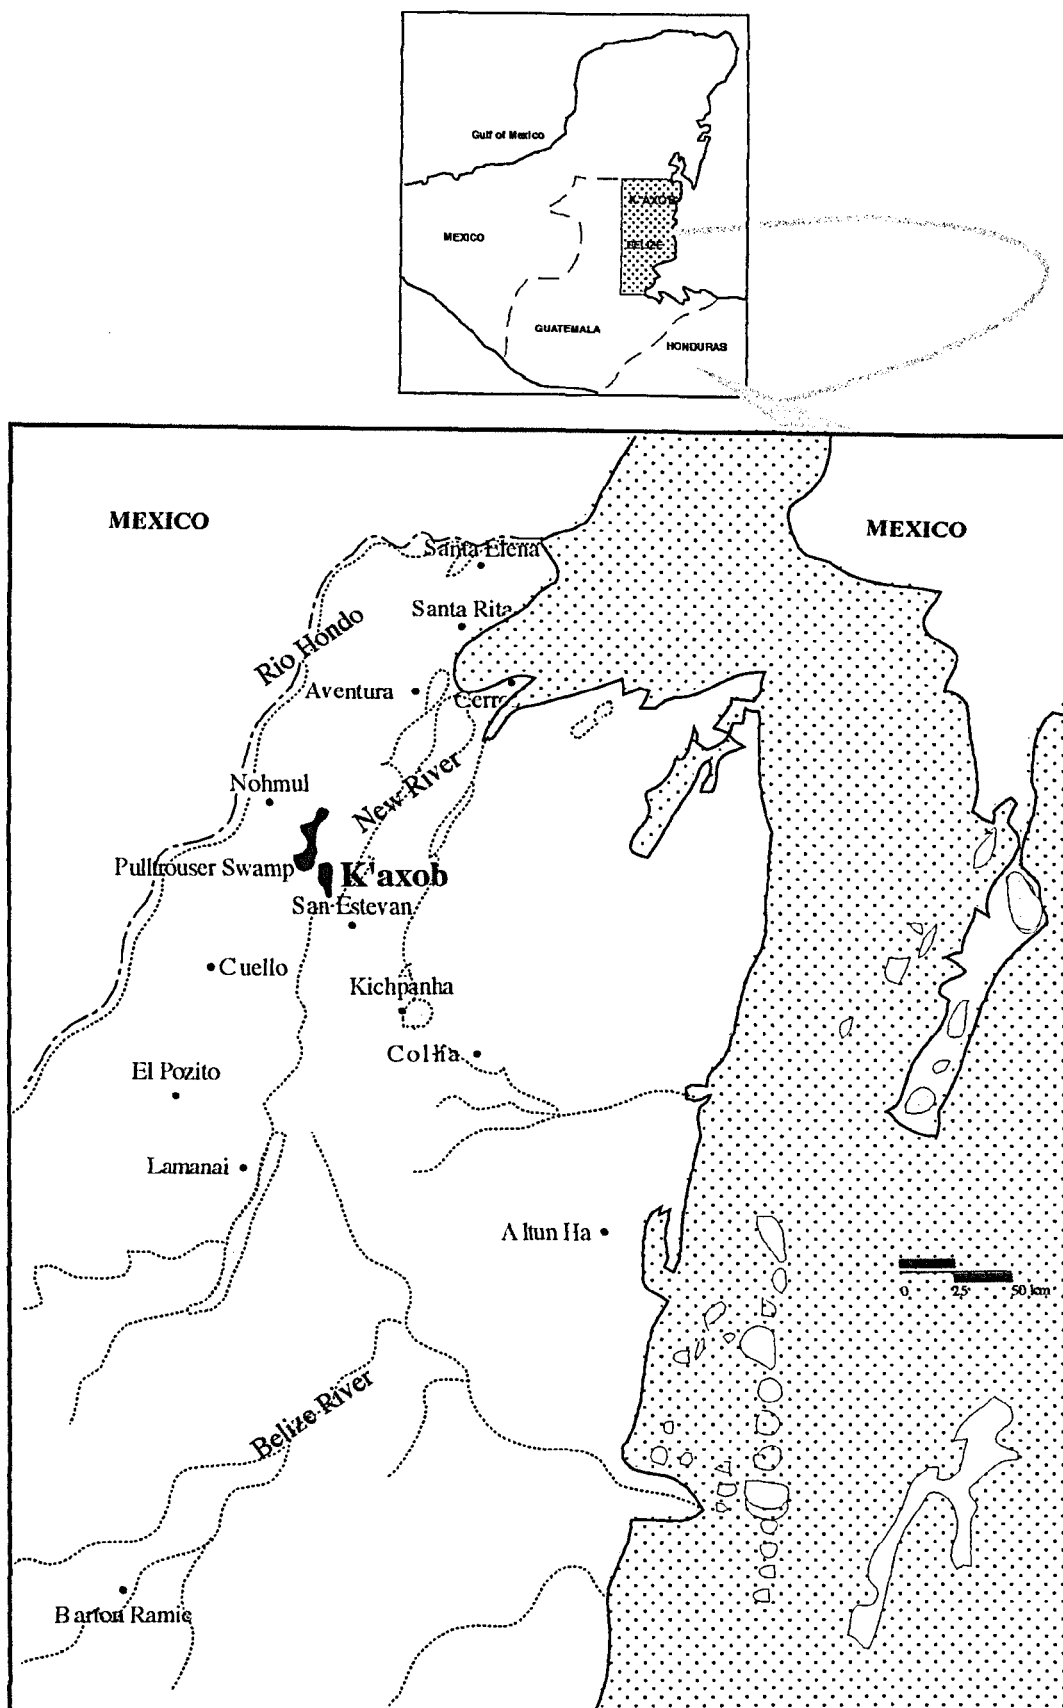 Gulf of Mexico
K'AXOB
MEXICO
BELIZE
GUATEMALA
HONDURAS
MEXICO
MEXICO
Santa Elena
Santa Rita
Rio Hondo
Aventura
Cerro
New River
Nohmul
Pulltrouser Swamp
K'axob
San Estevan
Cuello
Kichpanha
Colha
El Pozito
Lamanai
Altun Ha
0 25 50 km
Belize River
Barton Ramie